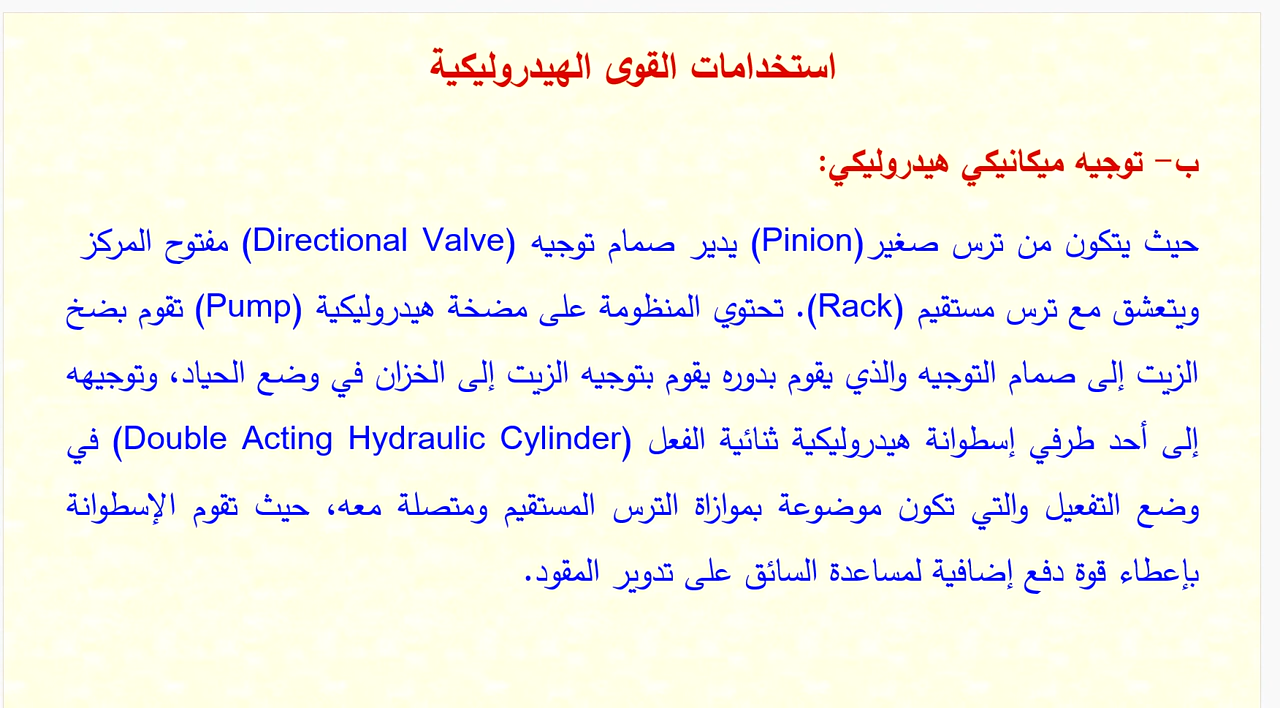 استخدامات القوى الهيدروليكية
ب- توجيه ميكانيكي هيدروليكي:
حيث يتكون من ترس صغير(Pinion) يدير صمام توجيه (Directional Valve) مفتوح المركز
ويتعشق مع ترس مستقيم (Rack). تحتوي المنظومة على مضخة هيدروليكية (Pump) تقوم بضخ
الزيت إلى صمام التوجيه والذي يقوم بدوره يقوم بتوجيه الزيت إلى الخزان في وضع الحياد، وتوجيهه
إلى أحد طرفي إسطوانة هيدروليكية ثنائية الفعل (Double Acting Hydraulic Cylinder) في
وضع التفعيل والتي تكون موضوعة بموازاة الترس المستقيم ومتصلة معه، حيث تقوم الإسطوانة
بإعطاء قوة دفع إضافية لمساعدة السائق على تدوير المقود.